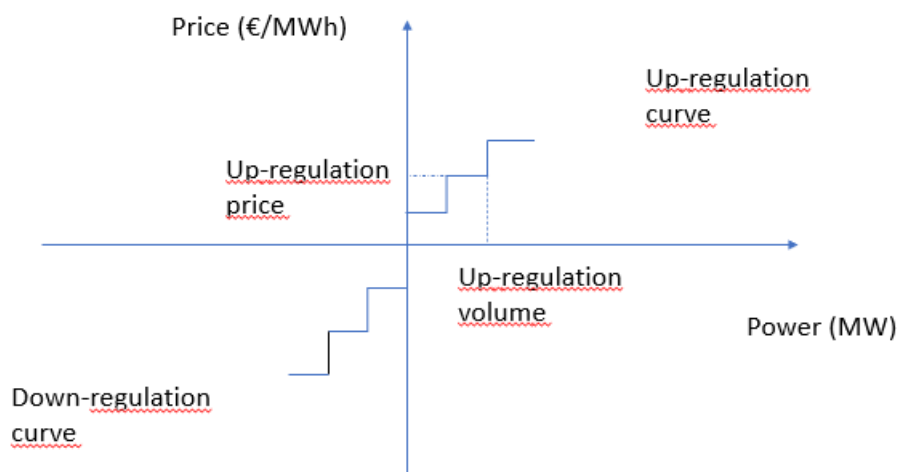 Price (€/MWh)
Up-regulation
curve
Up-regulation
price
Up-regulation
volume
Power (MW)
Down-regulation
curve